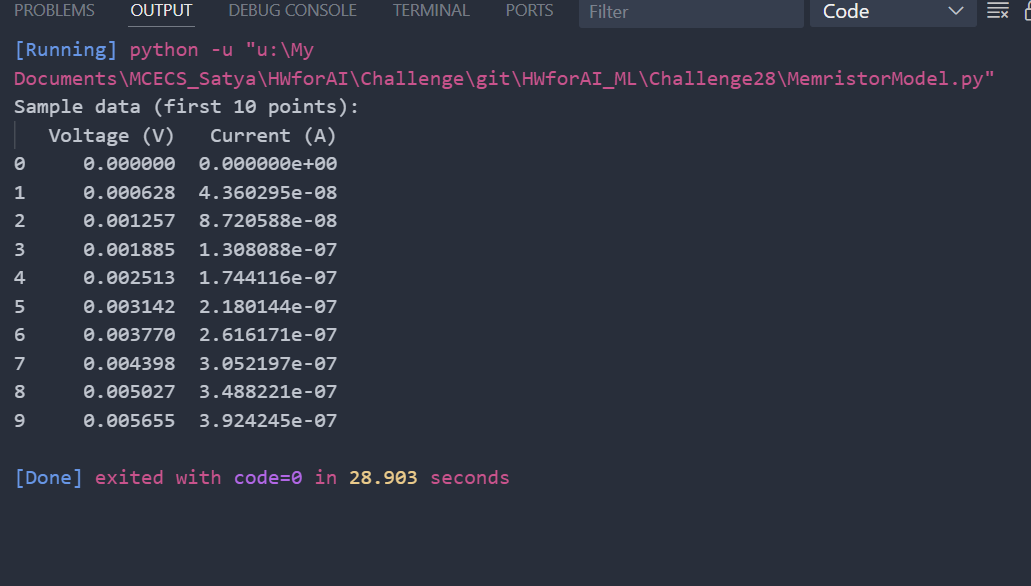 PROBLEMS OUTPUT DEBUG CONSOLE TERMINAL PORTS Filter Code
[Running] python -u "u:\My
Documents\MCECS_Satya\HWforAI\Challenge\git\HWforAI_ML\Challenge28\MemristorModel.py"
Sample data (first 10 points):
   Voltage (V)   Current (A)
0     0.000000  0.000000e+00
1     0.000628  4.360295e-08
2     0.001257  8.720588e-08
3     0.001885  1.308088e-07
4     0.002513  1.744116e-07
5     0.003142  2.180144e-07
6     0.003770  2.616171e-07
7     0.004398  3.052197e-07
8     0.005027  3.488221e-07
9     0.005655  3.924245e-07
[Done] exited with code=0 in 28.903 seconds